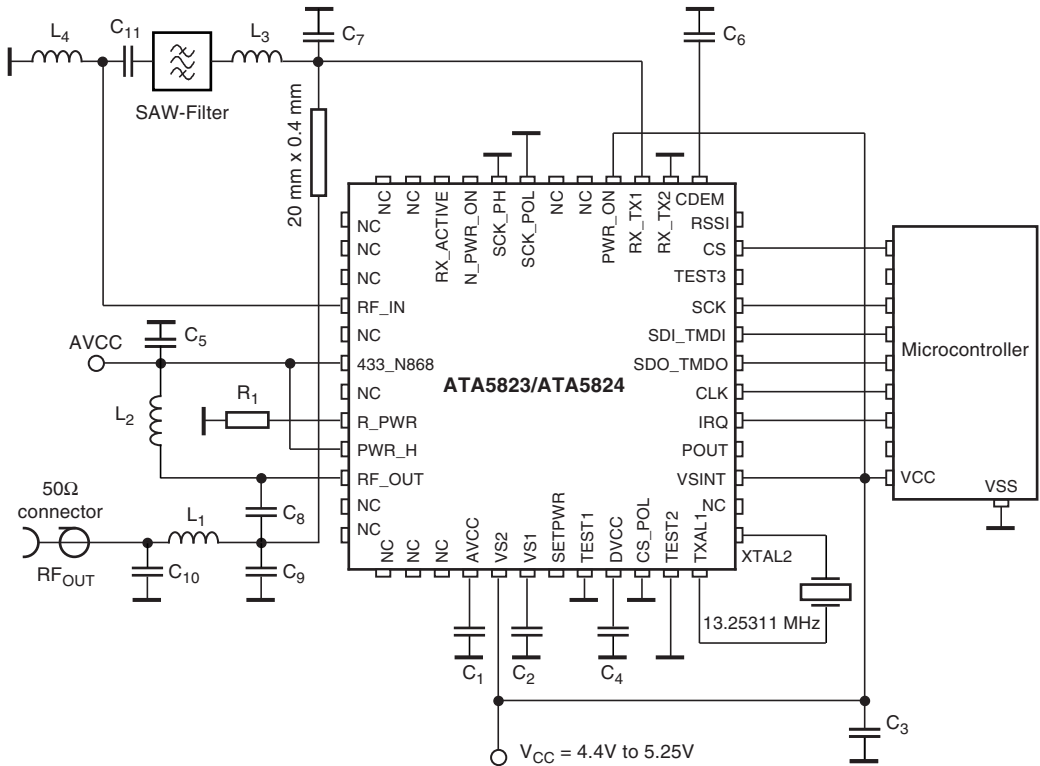 L4
C11
L3
C7
C6
SAW-Filter
20 mm x 0.4 mm
NC
NC
RX_ACTIVE
N_PWR_ON
SCK_PH
SCK_POL
NC
NC
PWR_ON
RX_TX1
RX_TX2
CDEM
NC
NC
NC
RF_IN
NC
433_N868
NC
R_PWR
PWR_H
RF_OUT
NC
NC
RSSI
CS
TEST3
SCK
SDI_TMDI
SDO_TMDO
CLK
IRQ
POUT
VSINT
NC
XTAL2
ATA5823/ATA5824
Microcontroller
VCC
VSS
AVCC
C5
L2
R1
50Ω
connector
RFOUT
L1
C8
C10
C9
NC
NC
NC
AVCC
VS2
VS1
SETPWR
TEST1
DVCC
CS_POL
TEST2
TXAL1
13.25311 MHz
C1
C2
C4
C3
VCC = 4.4V to 5.25V